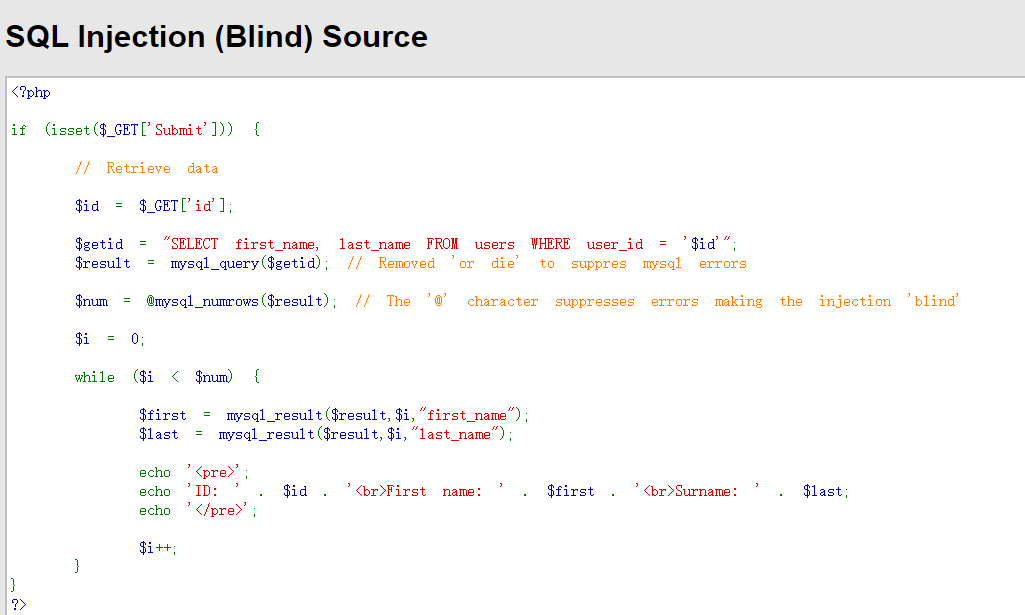 SQL Injection (Blind) Source
<?php
if (isset($_GET['Submit'])) {
// Retrieve data
$id = $_GET['id'];
$getid = "SELECT first_name, last_name FROM users WHERE user_id = '$id'";
$result = mysql_query($getid); // Removed 'or die' to suppres mysql errors
$num = @mysql_numrows($result); // The '@' character suppresses errors making the injection 'blind'
$i = 0;
while ($i < $num) {
$first = mysql_result($result,$i,"first_name");
$last = mysql_result($result,$i,"last_name");
echo '<pre>';
echo 'ID: ' . $id . '<br>First name: ' . $first . '<br>Surname: ' . $last;
echo '</pre>';
$i++;
}
}
?>